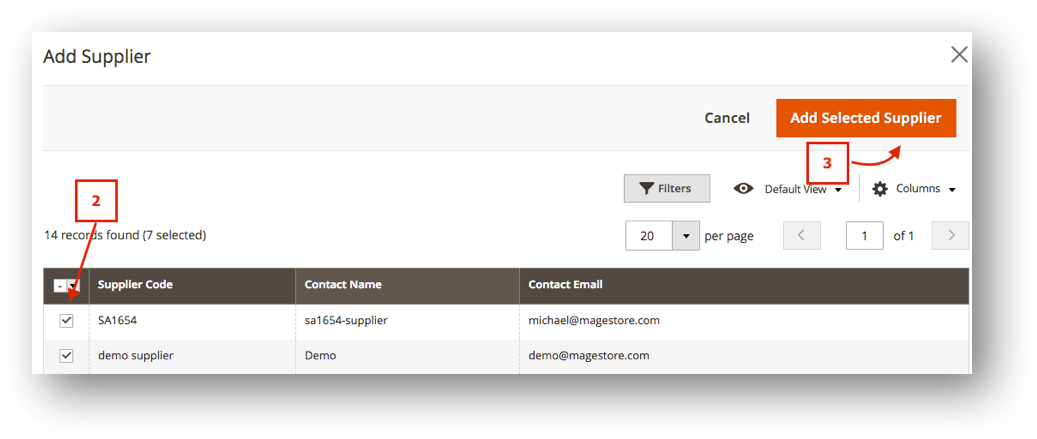 Add Supplier
Cancel
Add Selected Supplier
3
2
Filters
Default View
Columns
14 records found (7 selected)
20
per page
1
of 1
Supplier Code
Contact Name
Contact Email
SA1654
sa1654-supplier
michael@magestore.com
demo supplier
Demo
demo@magestore.com